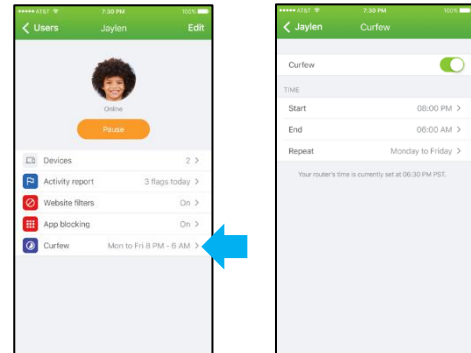 AT&T 7:30 PM 100%
Users Jaylen Edit
Online
Pause
Devices 2
Activity report 3 flags today
Website filters On
App blocking On
Curfew Mon to Fri 8 PM - 6 AM
AT&T 7:30 PM 100%
Jaylen Curfew
Curfew
TIME
Start 08:00 PM
End 06:00 AM
Repeat Monday to Friday
Your router's time is currently set at 06:30 PM PST.